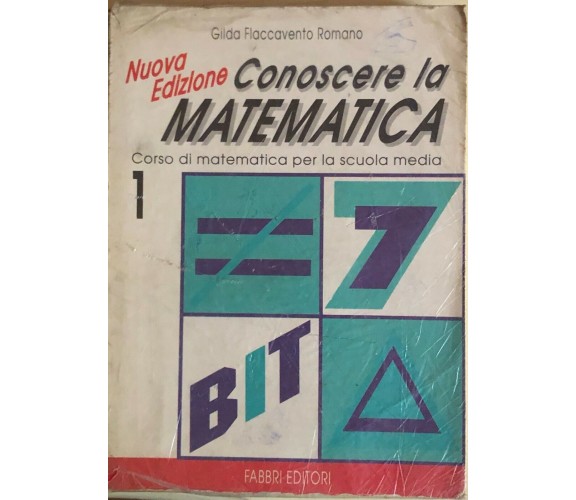 Gilda Flaccavento Romano
Nuova
Edizione
Conoscere la
MATEMATICA
Corso di matematica per la scuola media
1
≠
7
BIT
FABBRI EDITORI